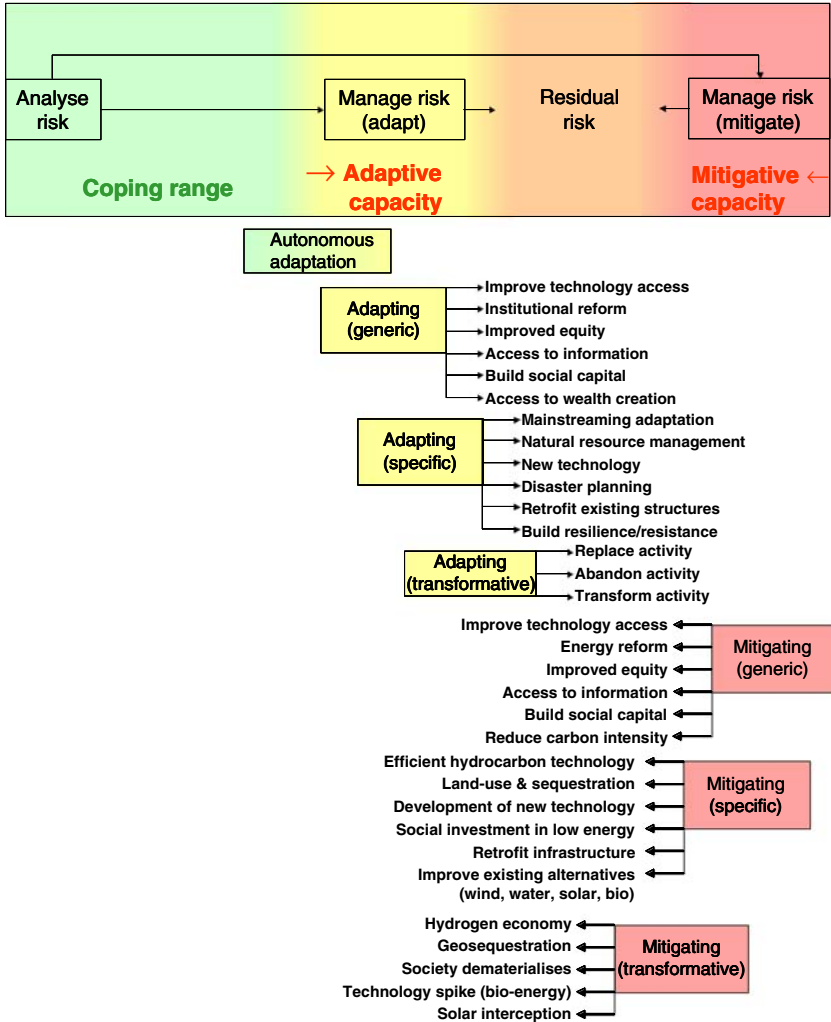 Analyse
risk
Manage risk
(adapt)
Residual
risk
Manage risk
(mitigate)
Coping range
→ Adaptive
capacity
Mitigative ←
capacity
Autonomous
adaptation
Adapting
(generic)
Improve technology access
Institutional reform
Improved equity
Access to information
Build social capital
Access to wealth creation
Adapting
(specific)
Mainstreaming adaptation
Natural resource management
New technology
Disaster planning
Retrofit existing structures
Build resilience/resistance
Adapting
(transformative)
Replace activity
Abandon activity
Transform activity
Mitigating
(generic)
Improve technology access
Energy reform
Improved equity
Access to information
Build social capital
Reduce carbon intensity
Mitigating
(specific)
Efficient hydrocarbon technology
Land-use & sequestration
Development of new technology
Social investment in low energy
Retrofit infrastructure
Improve existing alternatives
(wind, water, solar, bio)
Mitigating
(transformative)
Hydrogen economy
Geosequestration
Society dematerialises
Technology spike (bio-energy)
Solar interception